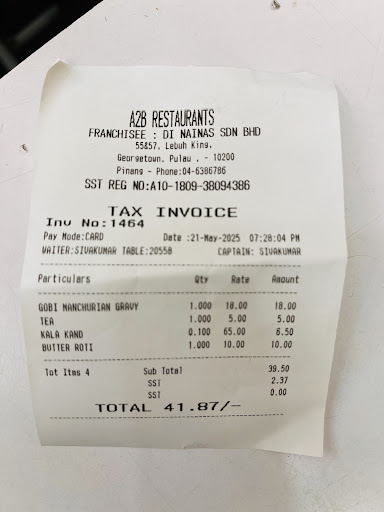 A2B RESTAURANTS
FRANCHISEE : DI NAINAS SDN BHD
55&57, Lebuh King,
Georgetown, Pulau , - 10200
Pinang - Phone:04-6386786
SST REG NO:A10-1809-38094386
TAX INVOICE
Inv No:1464
Pay Mode:CARD Date :21-May-2025 07:28:04 PM
WAITER:SIVAKUMAR TABLE:20558 CAPTAIN: SIVAKUMAR
Particulars Qty Rate Amount
GOBI MANCHURIAN GRAVY 1.000 18.00 18.00
TEA 1.000 5.00 5.00
KALA KAND 0.100 65.00 6.50
BUTTER ROTI 1.000 10.00 10.00
Tot Itms 4 Sub Total 39.50
SST 2.37
SST 0.00
TOTAL 41.87/-